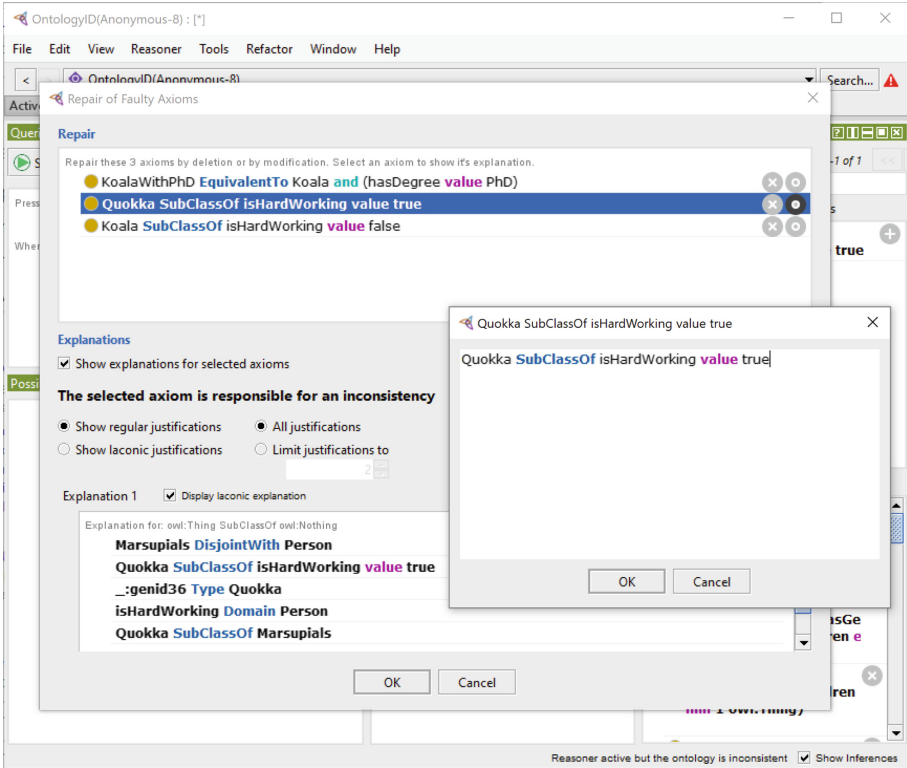 OntologyID(Anonymous-8) : [*]
File Edit View Reasoner Tools Refactor Window Help
< OntologyID(Anonymous-8) Search...
Repair of Faulty Axioms
Repair
Repair these 3 axioms by deletion or by modification. Select an axiom to show it's explanation.
-1 of 1 <<
KoalaWithPhD EquivalentTo Koala and (hasDegree value PhD)
Quokka SubClassOf isHardWorking value true
Koala SubClassOf isHardWorking value false
true
Explanations
Show explanations for selected axioms
The selected axiom is responsible for an inconsistency
Show regular justifications All justifications
Show laconic justifications Limit justifications to
2
Explanation 1 Display laconic explanation
Explanation for: owl:Thing SubClassOf owl:Nothing
Marsupials DisjointWith Person
Quokka SubClassOf isHardWorking value true
_:genid36 Type Quokka
isHardWorking Domain Person
Quokka SubClassOf Marsupials
OK Cancel
Quokka SubClassOf isHardWorking value true
Quokka SubClassOf isHardWorking value true
OK Cancel
Reasoner active but the ontology is inconsistent Show Inferences